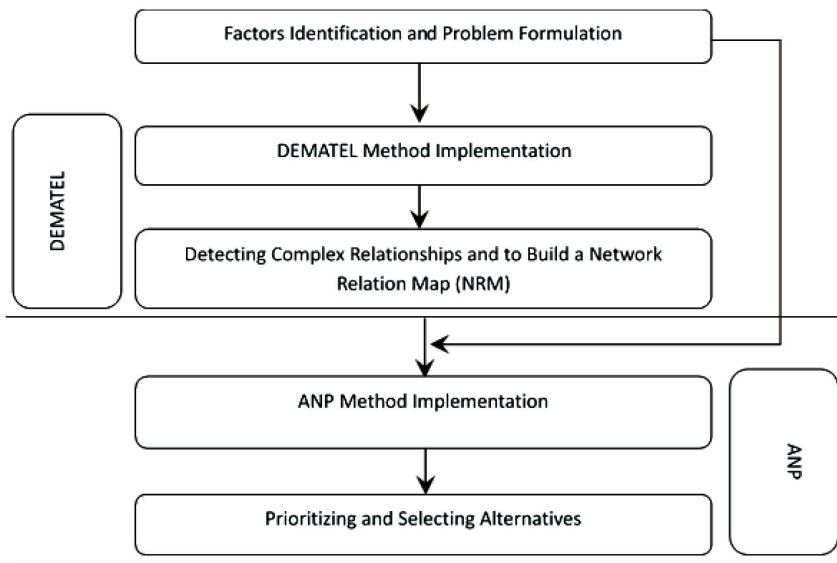 Factors Identification and Problem Formulation
DEMATEL Method Implementation
DEMATEL
Detecting Complex Relationships and to Build a Network
Relation Map (NRM)
ANP Method Implementation
ANP
Prioritizing and Selecting Alternatives